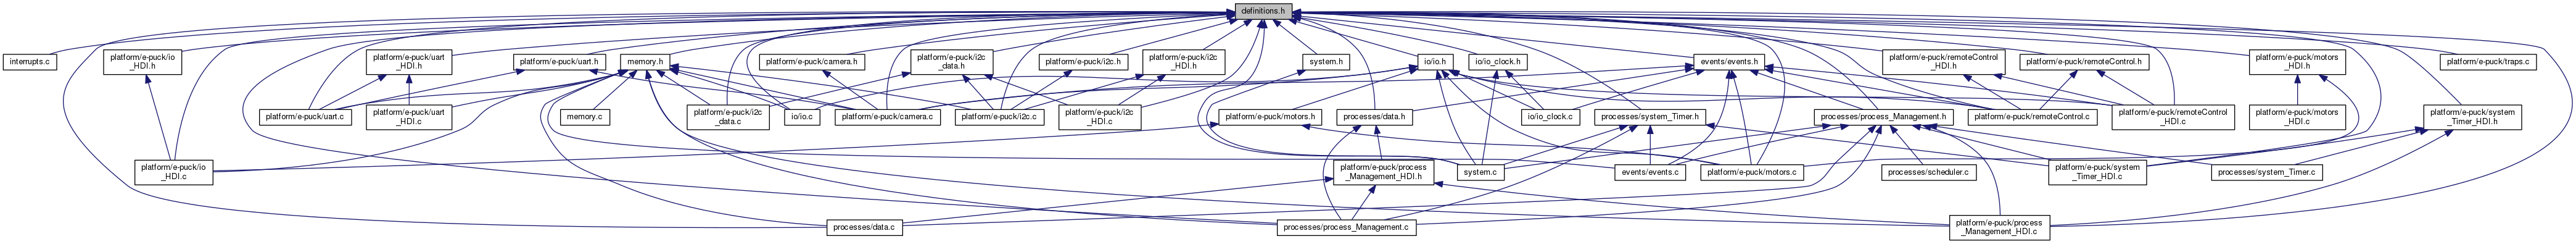 definitions.h
interrupts.c
platform/e-puck/io
_HDI.h
platform/e-puck/uart
_HDI.h
platform/e-puck/uart.h
memory.h
platform/e-puck/camera.h
platform/e-puck/i2c
_data.h
platform/e-puck/i2c.h
platform/e-puck/i2c
_HDI.h
system.h
io/io.h
io/io_clock.h
events/events.h
platform/e-puck/remoteControl
_HDI.h
platform/e-puck/remoteControl.h
platform/e-puck/motors
_HDI.h
platform/e-puck/traps.c
platform/e-puck/uart.c
platform/e-puck/uart
_HDI.c
memory.c
platform/e-puck/i2c
_data.c
io/io.c
platform/e-puck/camera.c
platform/e-puck/i2c.c
platform/e-puck/i2c
_HDI.c
platform/e-puck/motors.h
processes/data.h
io/io_clock.c
processes/system_Timer.h
processes/process_Management.h
platform/e-puck/remoteControl.c
platform/e-puck/remoteControl
_HDI.c
platform/e-puck/motors
_HDI.c
platform/e-puck/system
_Timer_HDI.h
platform/e-puck/io
_HDI.c
platform/e-puck/process
_Management_HDI.h
system.c
events/events.c
platform/e-puck/motors.c
processes/scheduler.c
platform/e-puck/system
_Timer_HDI.c
processes/system_Timer.c
processes/data.c
processes/process_Management.c
platform/e-puck/process
_Management_HDI.c